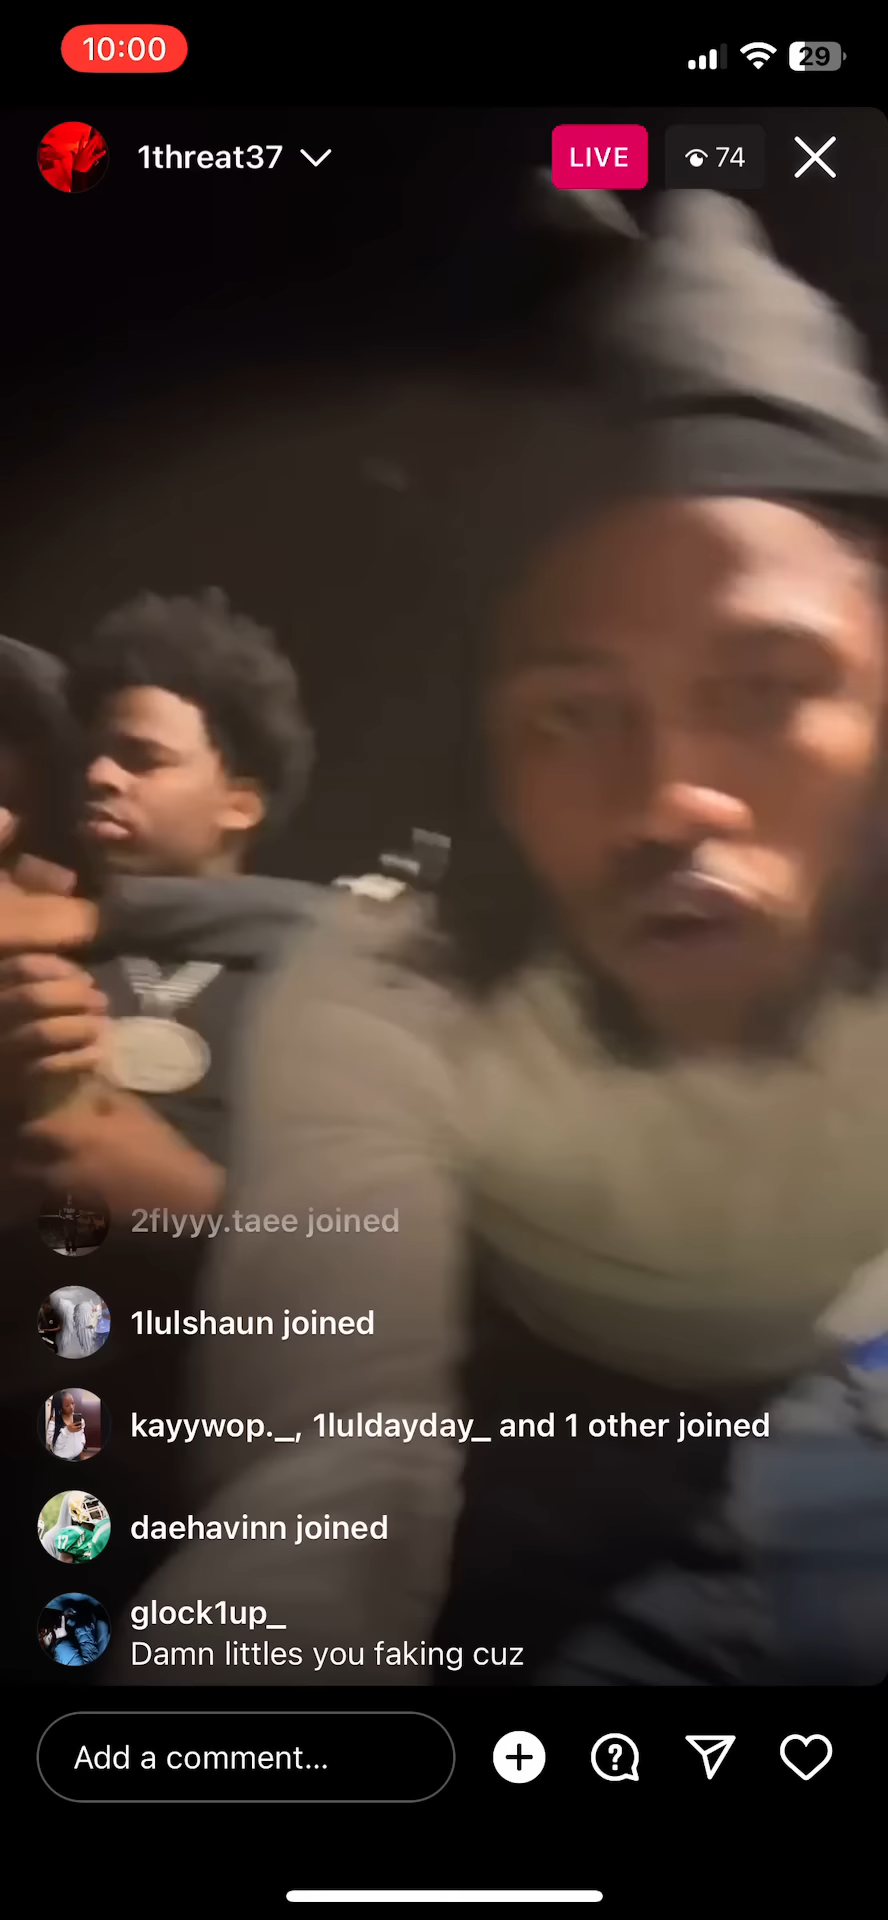 10:00
29
1threat37
LIVE
74
2flyyy.taee joined
1lulshaun joined
kayywop._, 1luldayday_ and 1 other joined
daehavinn joined
glock1up_
Damn littles you faking cuz
Add a comment...